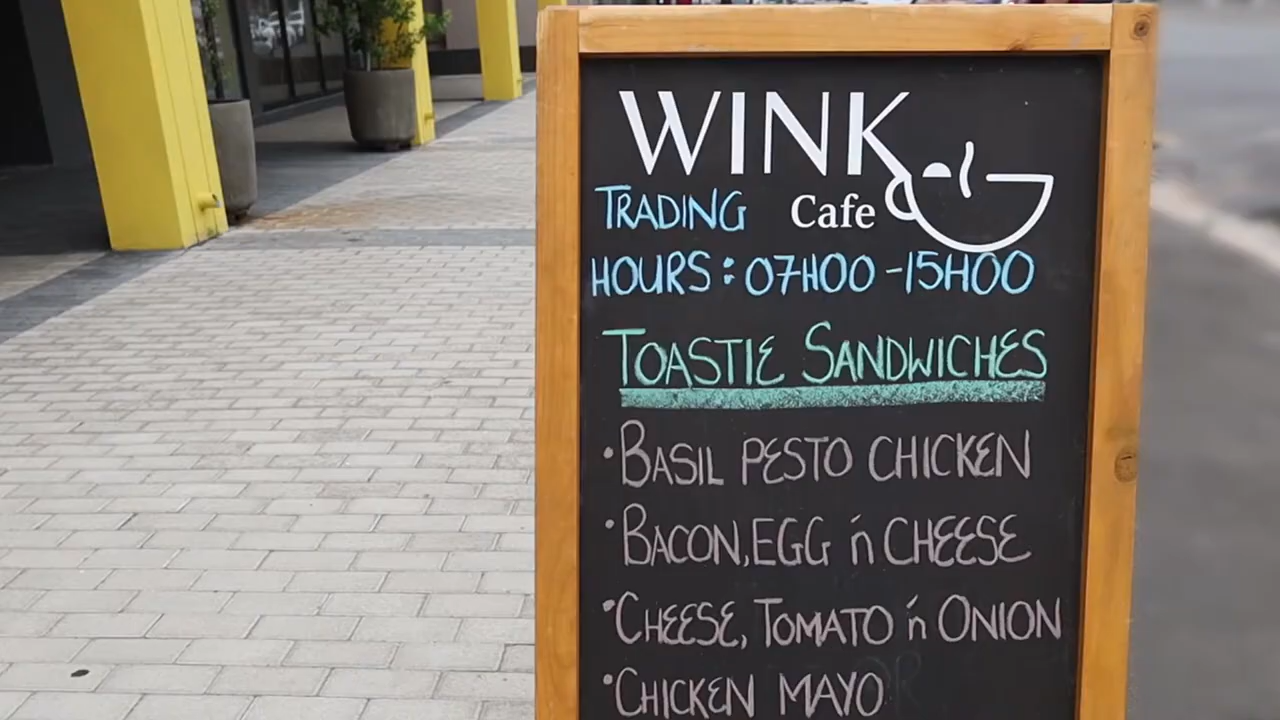 WINK
Cafe
TRADING
HOURS: 07H00 - 15H00
TOASTIE SANDWICHES
• BASIL PESTO CHICKEN
• BACON, EGG 'n CHEESE
• CHEESE, TOMATO 'n ONION
• CHICKEN MAYO